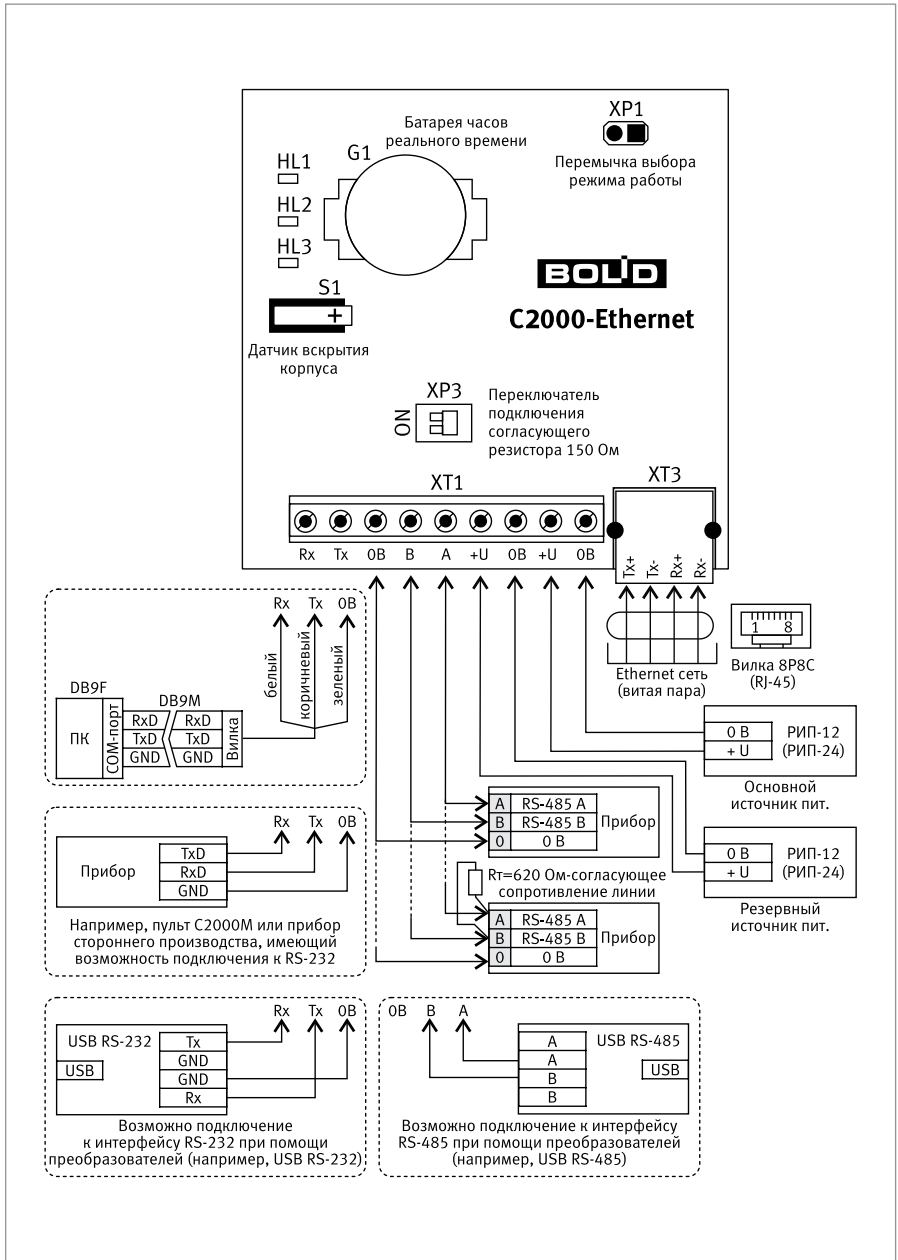 Батарея часов
реального времени
XP1
Перемычка выбора
режима работы
G1
HL1
HL2
HL3
S1
+
Датчик вскрытия
корпуса
BOLID
C2000-Ethernet
XP3
ON
Переключатель
подключения
согласующего
резистора 150 Ом
XT1
XT3
Rx Tx 0В B A +U 0В +U 0В
Tx+
Tx-
Rx+
Rx-
Rx Tx 0В
белый
коричневый
зеленый
DB9F
DB9M
ПК
COM-порт
RxD RxD
TxD TxD
GND GND
Вилка
Ethernet сеть
(витая пара)
1 8
Вилка 8P8C
(RJ-45)
0 В
+ U
РИП-12
(РИП-24)
Основной
источник пит.
0 В
+ U
РИП-12
(РИП-24)
Резервный
источник пит.
A RS-485 A
B RS-485 B
0 0 В
Прибор
Rт=620 Ом-согласующее
сопротивление линии
A RS-485 A
B RS-485 B
0 0 В
Прибор
Rx Tx 0В
Прибор
TxD
RxD
GND
Например, пульт С2000М или прибор
стороннего производства, имеющий
возможность подключения к RS-232
Rx Tx 0В
USB RS-232
USB
Tx
GND
GND
Rx
Возможно подключение
к интерфейсу RS-232 при помощи
преобразователей (например, USB RS-232)
0В B A
A
A
B
B
USB RS-485
USB
Возможно подключение к интерфейсу
RS-485 при помощи преобразователей
(например, USB RS-485)